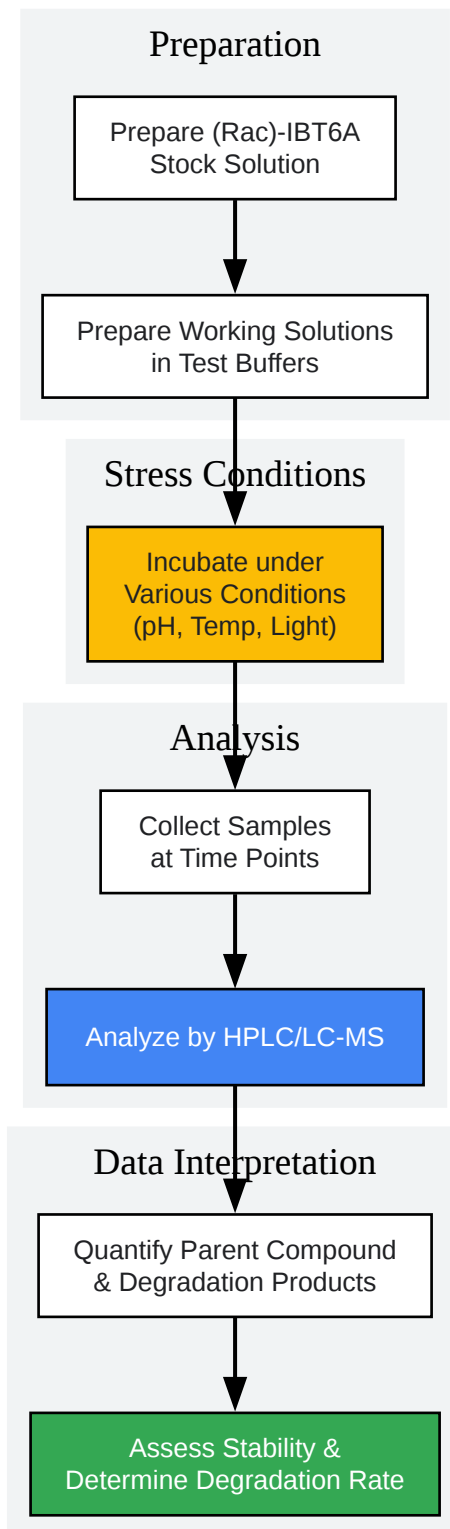 Preparation
Prepare (Rac)-IBT6A
Stock Solution
Prepare Working Solutions
in Test Buffers
Stress Conditions
Incubate under
Various Conditions
(pH, Temp, Light)
Analysis
Collect Samples
at Time Points
Analyze by HPLC/LC-MS
Data Interpretation
Quantify Parent Compound
& Degradation Products
Assess Stability &
Determine Degradation Rate